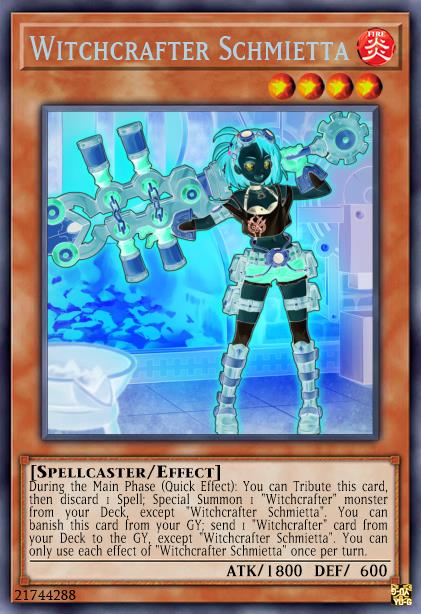 WITCHCRAFTER SCHMIETTA
FIRE
炎
[SPELLCASTER/EFFECT]
During the Main Phase (Quick Effect): You can Tribute this card,
then discard 1 Spell; Special Summon 1 "Witchcrafter" monster
from your Deck, except "Witchcrafter Schmietta". You can
banish this card from your GY; send 1 "Witchcrafter" card from
your Deck to the GY, except "Witchcrafter Schmietta". You can
only use each effect of "Witchcrafter Schmietta" once per turn.
ATK/1800 DEF/ 600
21744288